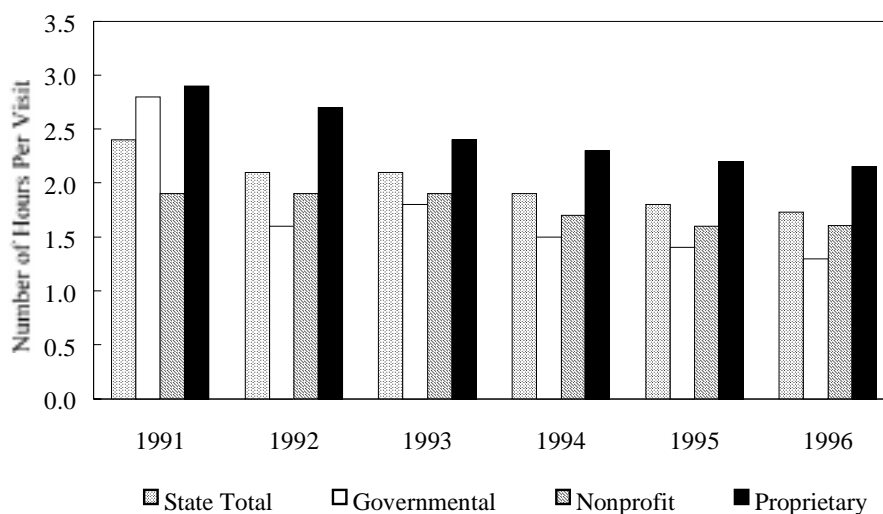 3.5
3.0
2.5
2.0
1.5
1.0
0.5
0.0
Number of Hours Per Visit
1991 1992 1993 1994 1995 1996
State Total Governmental Nonprofit Proprietary